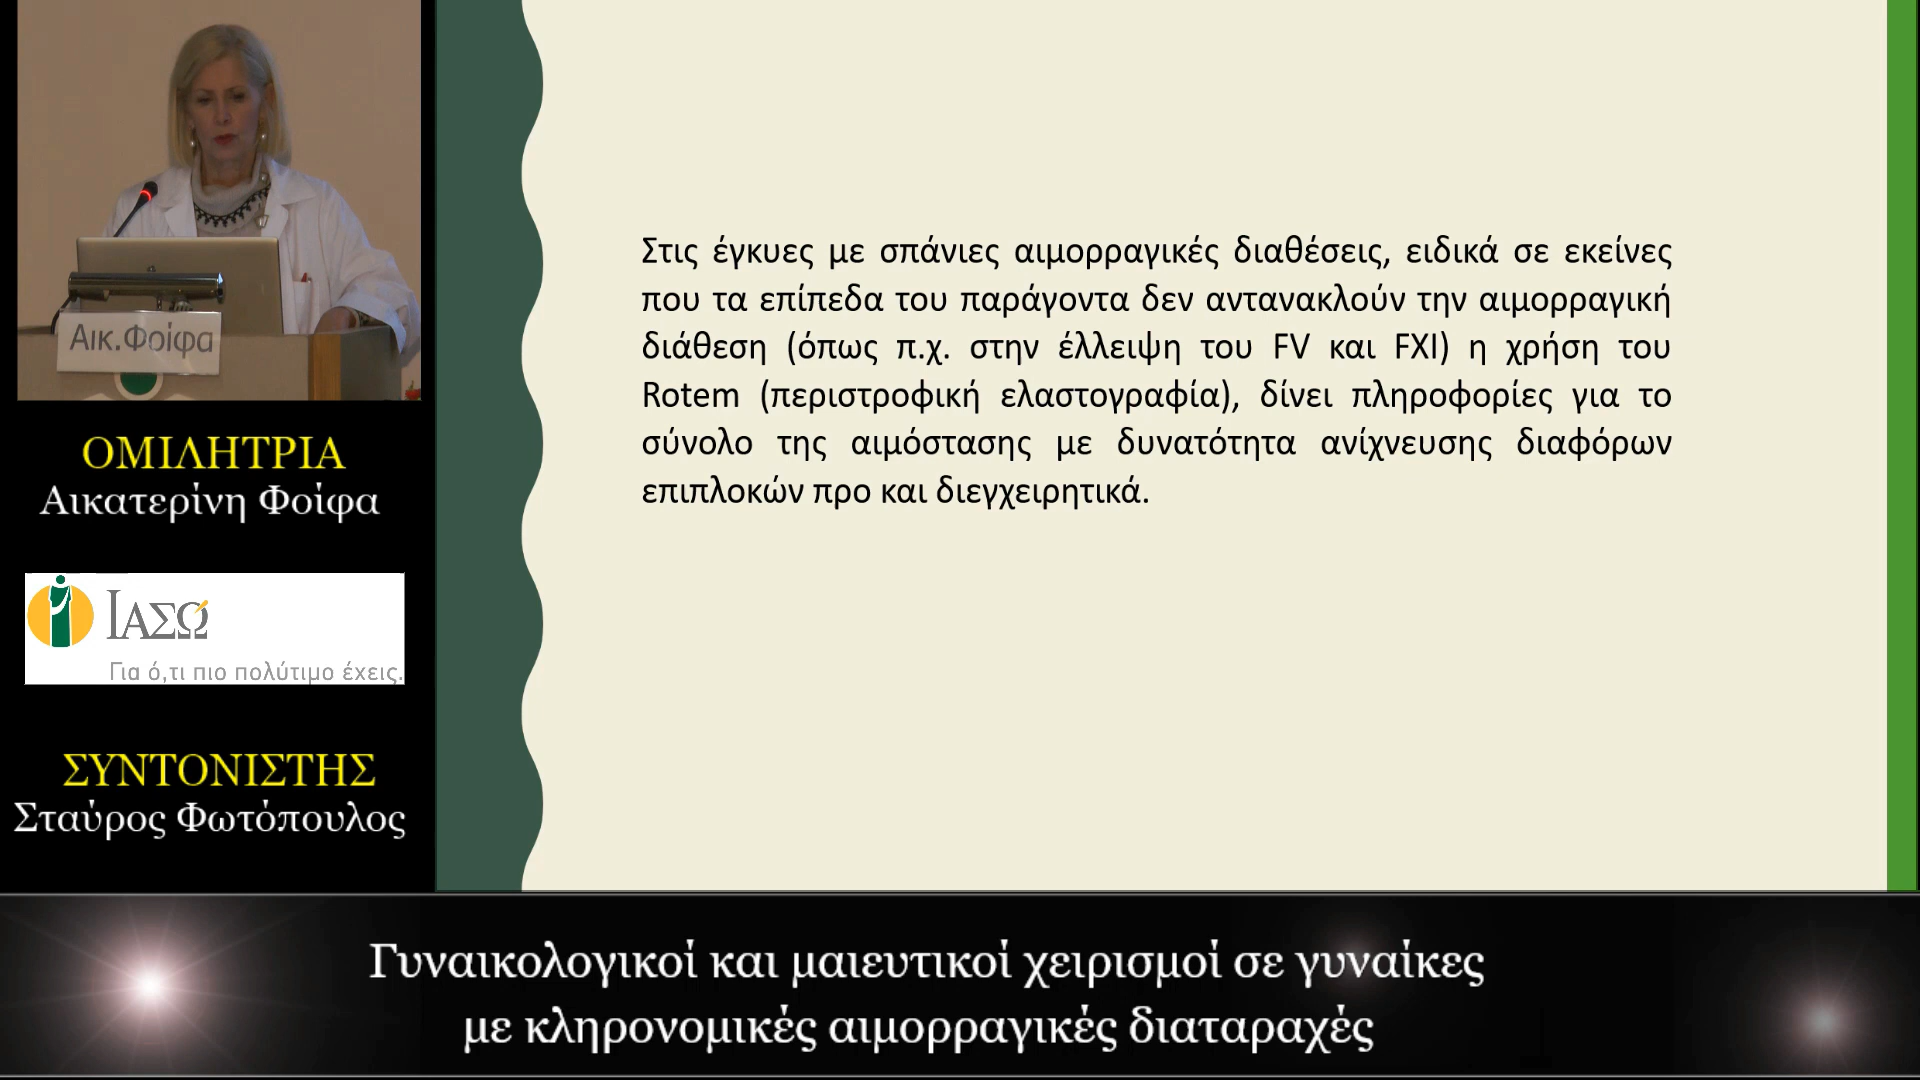 Αικ.Φοίφα
ΟΜΙΛΗΤΡΙΑ
Αικατερίνη Φοίφα
ΙΑΣΩ
Για ό,τι πιο πολύτιμο έχεις.
ΣΥΝΤΟΝΙΣΤΗΣ
Σταύρος Φωτόπουλος
Στις έγκυες με σπάνιες αιμορραγικές διαθέσεις, ειδικά σε εκείνες
που τα επίπεδα του παράγοντα δεν αντανακλούν την αιμορραγική
διάθεση (όπως π.χ. στην έλλειψη του FV και FXI) η χρήση του
Rotem (περιστροφική ελαστογραφία), δίνει πληροφορίες για το
σύνολο της αιμόστασης με δυνατότητα ανίχνευσης διαφόρων
επιπλοκών προ και διεγχειρητικά.
Γυναικολογικοί και μαιευτικοί χειρισμοί σε γυναίκες
με κληρονομικές αιμορραγικές διαταραχές